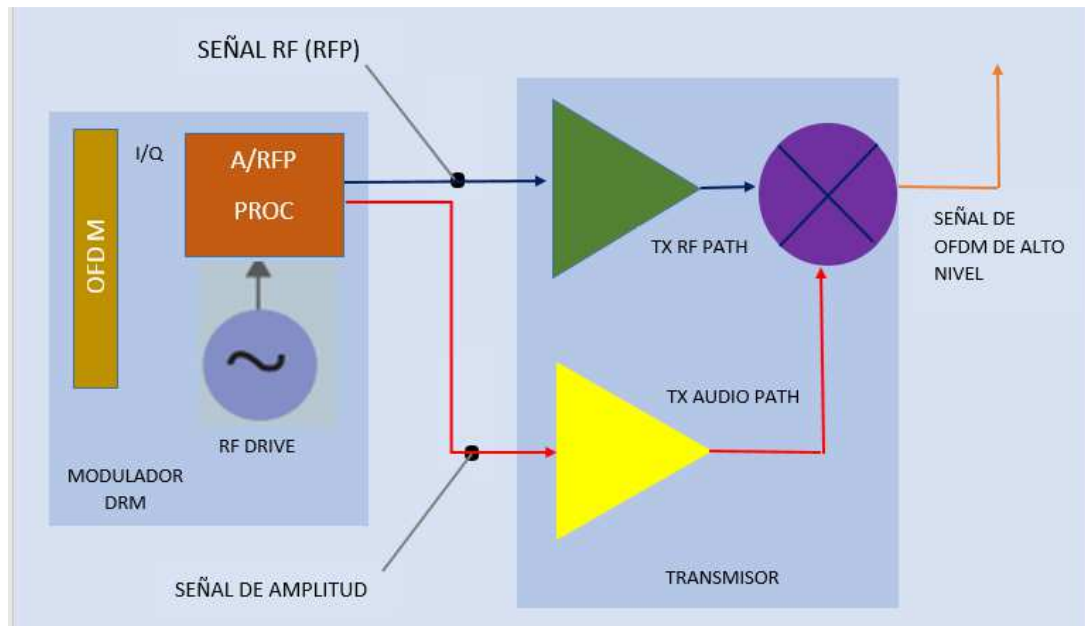 SEÑAL RF (RFP)
OFDM
I/Q
A/RFP
PROC
RF DRIVE
MODULADOR
DRM
TX RF PATH
TX AUDIO PATH
TRANSMISOR
SEÑAL DE
OFDM DE ALTO
NIVEL
SEÑAL DE AMPLITUD